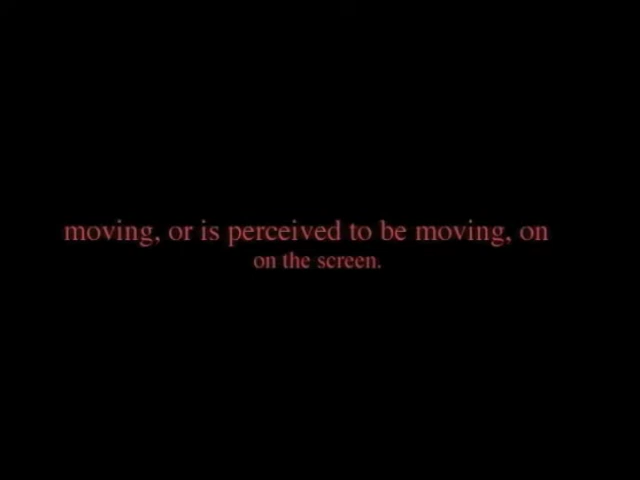 moving, or is perceived to be moving, on
on the screen.